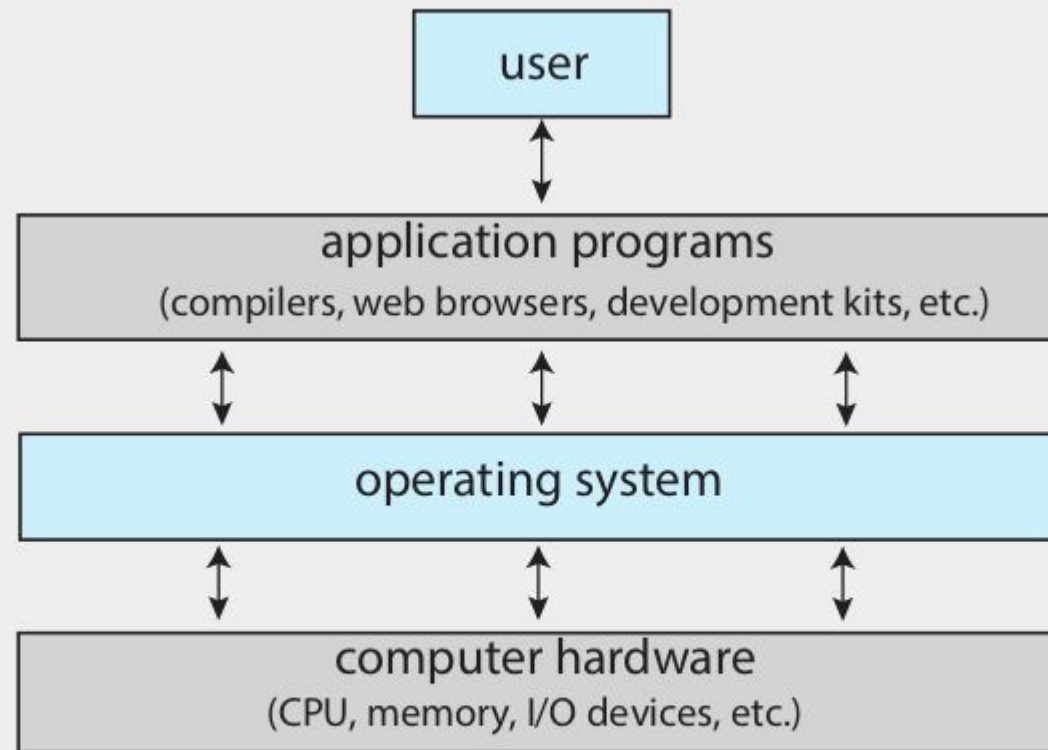 user
application programs
(compilers, web browsers, development kits, etc.)
operating system
computer hardware
(CPU, memory, I/O devices, etc.)